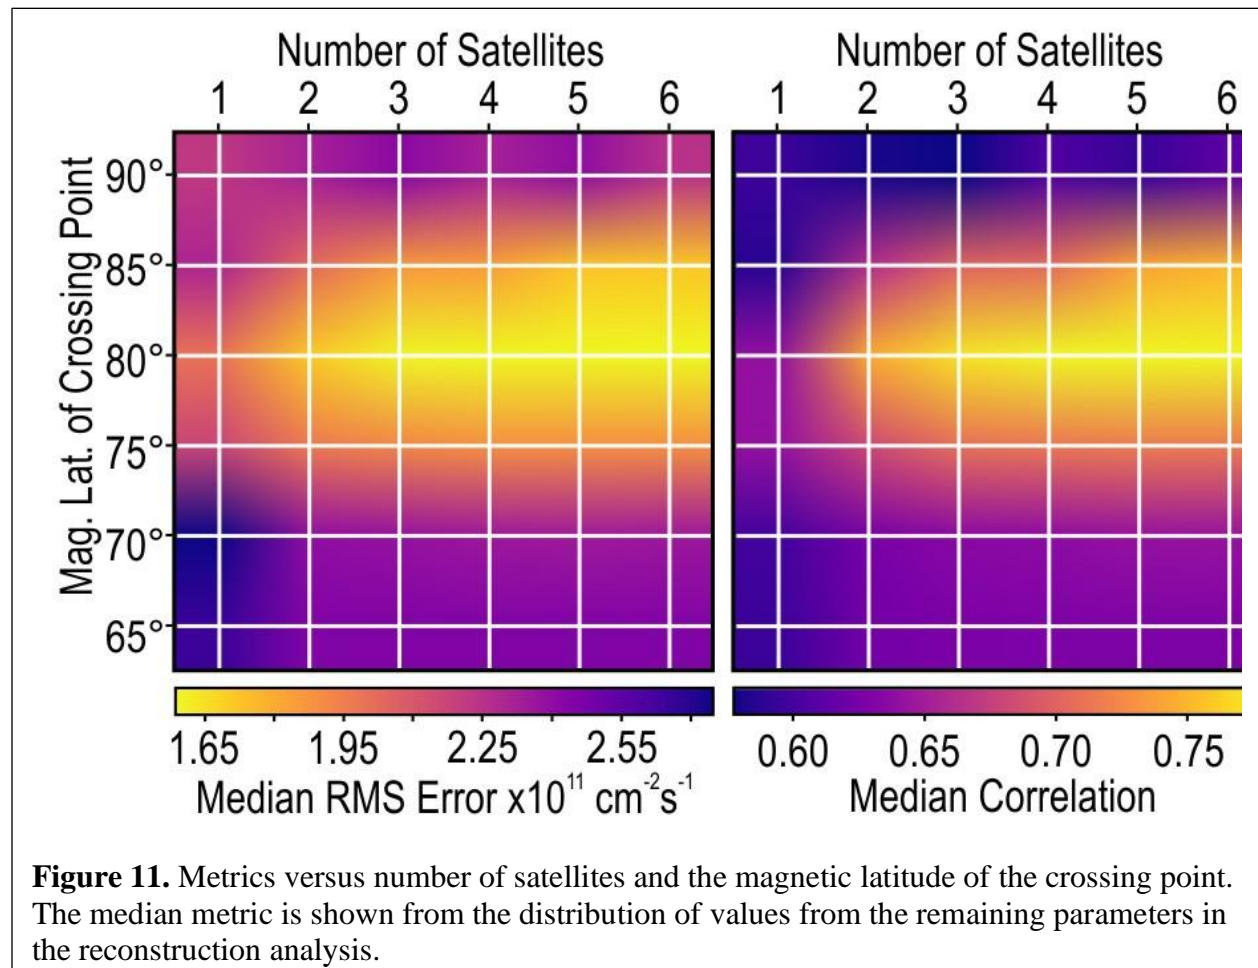 Number of Satellites
1 2 3 4 5 6
Number of Satellites
1 2 3 4 5 6
Mag. Lat. of Crossing Point
90°
85°
80°
75°
70°
65°
1.65 1.95 2.25 2.55
Median RMS Error x10¹¹ cm⁻²s⁻¹
0.60 0.65 0.70 0.75
Median Correlation
Figure 11. Metrics versus number of satellites and the magnetic latitude of the crossing point.
The median metric is shown from the distribution of values from the remaining parameters in
the reconstruction analysis.